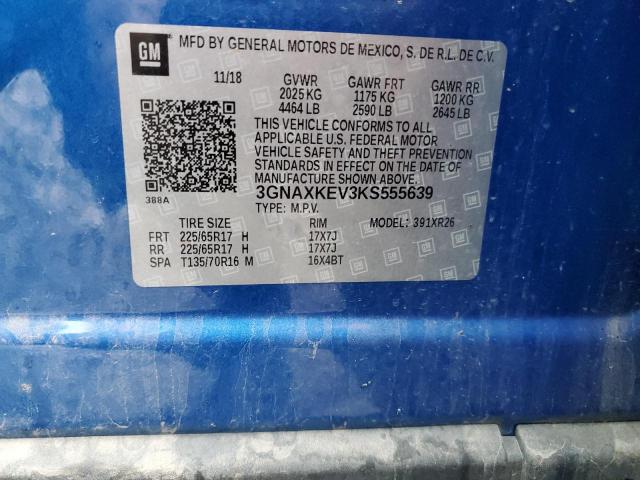 GM MFD BY GENERAL MOTORS DE MEXICO, S. DE R.L. DE C.V.
11/18 GVWR GAWR FRT GAWR RR
2025 KG 1175 KG 1200 KG
4464 LB 2590 LB 2645 LB
THIS VEHICLE CONFORMS TO ALL
APPLICABLE U.S. FEDERAL MOTOR
VEHICLE SAFETY AND THEFT PREVENTION
STANDARDS IN EFFECT ON THE DATE OF
MANUFACTURE SHOWN ABOVE.
388A 3GNAXKEV3KS555639
TYPE: M.P.V. MODEL: 391XR26
TIRE SIZE RIM
FRT 225/65R17 H 17X7J
RR 225/65R17 H 17X7J
SPA T135/70R16 M 16X4BT